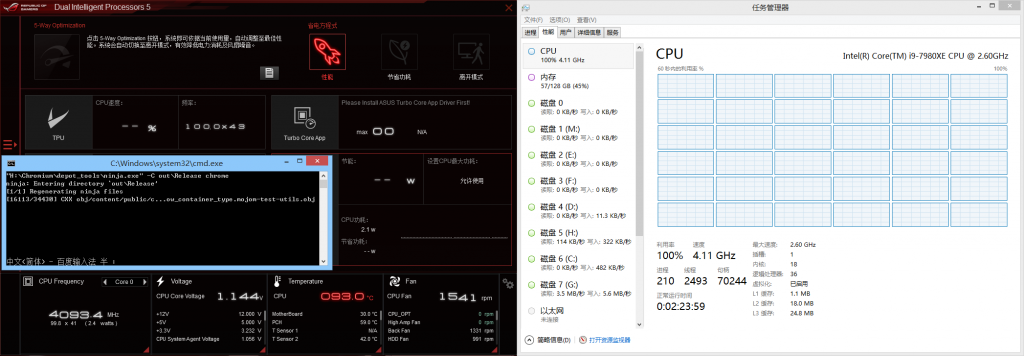 REPUBLIC OF GAMERS
Dual Intelligent Processors 5
5-Way Optimization
点击 5-Way Optimization 按钮，系统即可依据当前使用量，自动调整至最佳性
能。系统会自动切换至离开模式，有效降低电力消耗及风扇噪音。
省电方程式
性能
节省功耗
离开模式
TPU
CPU速度:
-- %
频率:
100.0x43
Turbo Core App
Please Install ASUS Turbo Core App Driver First!
max 00 N/A
节能:
-- w
设置CPU最大功耗:
允许使用
CPU功耗:
2.1 w
节省功耗:
-- w
C:\Windows\system32\cmd.exe
"H:\Chromium\depot_tools\ninja.exe" -C out\Release chrome
ninja: Entering directory `out\Release'
[1/1] Regenerating ninja files
[16113/34430] CXX obj/content/public/c...ow_container_type.mojom-test-utils.obj
中文<简体> - 百度输入法 半 :
CPU Frequency
Core 0
4093.4 MHz
99.8 x 41 ( 2.4 watts )
Voltage
CPU Core Voltage 1.144v
+12V 12.000 v
+5V 5.000 v
+3.3V 3.232 v
CPU System Agent Voltage 1.056 v
Temperature
CPU 093.0 °C
MotherBoard 30.0 °C
PCH 59.0 °C
T Sensor 1 N/A
T Sensor 2 42.0 °C
Fan
CPU Fan 1541 rpm
CPU_OPT 0 rpm
High Amp Fan 0 rpm
Back Fan 1331 rpm
HDD Fan 991 rpm
任务管理器
文件(F) 选项(O) 查看(V)
进程 性能 用户 详细信息 服务
CPU
100% 4.11 GHz
内存
57/128 GB (45%)
磁盘 0
读取: 0 KB/秒 写入: 0 KB/秒
磁盘 1 (M:)
读取: 0 KB/秒 写入: 0 KB/秒
磁盘 2 (E:)
读取: 0 KB/秒 写入: 0 KB/秒
磁盘 3 (F:)
读取: 0 KB/秒 写入: 0 KB/秒
磁盘 4 (D:)
读取: 0 KB/秒 写入: 11.3 KB/秒
磁盘 5 (H:)
读取: 114 KB/秒 写入: 322 KB/秒
磁盘 6 (C:)
读取: 0 KB/秒 写入: 482 KB/秒
磁盘 7 (G:)
读取: 3.5 MB/秒 写入: 5.6 MB/秒
以太网
未连接
CPU
Intel(R) Core(TM) i9-7980XE CPU @ 2.60GHz
60 秒内的利用率 %
100%
利用率 速度
100% 4.11 GHz
进程 线程 句柄
210 2493 70244
正常运行时间
0:02:23:59
最大速度: 2.60 GHz
插槽: 1
内核: 18
逻辑处理器: 36
虚拟化: 已启用
L1 缓存: 1.1 MB
L2 缓存: 18.0 MB
L3 缓存: 24.8 MB
简略信息(D)
打开资源监视器